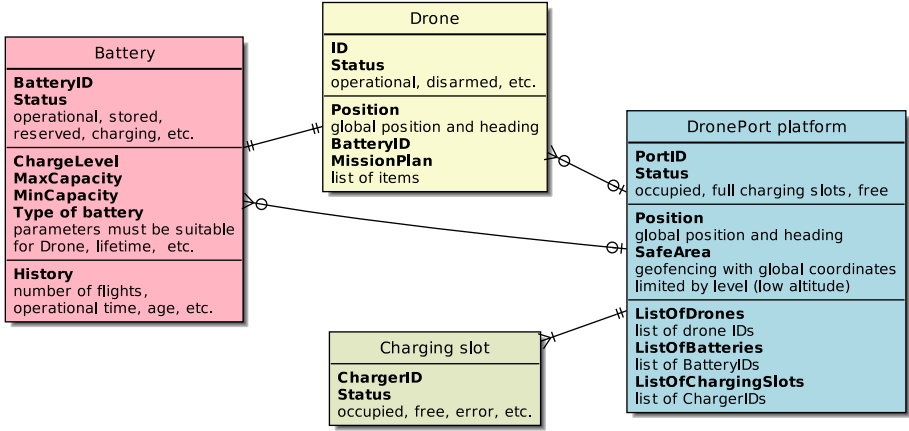 Battery
BatteryID
Status
operational, stored,
reserved, charging, etc.
ChargeLevel
MaxCapacity
MinCapacity
Type of battery
parameters must be suitable
for Drone, lifetime, etc.
History
number of flights,
operational time, age, etc.
Drone
ID
Status
operational, disarmed, etc.
Position
global position and heading
BatteryID
MissionPlan
list of items
DronePort platform
PortID
Status
occupied, full charging slots, free
Position
global position and heading
SafeArea
geofencing with global coordinates
limited by level (low altitude)
ListOfDrones
list of drone IDs
ListOfBatteries
list of BatteryIDs
ListOfChargingSlots
list of ChargerIDs
Charging slot
ChargerID
Status
occupied, free, error, etc.